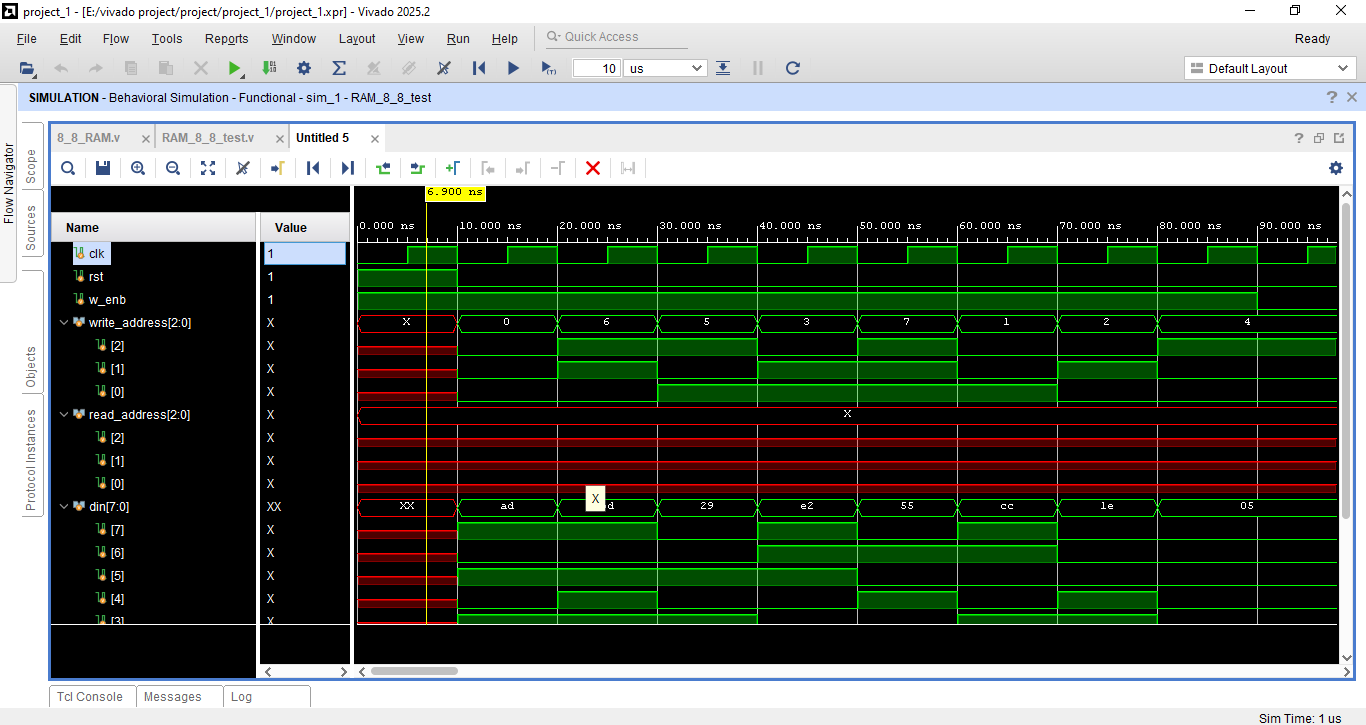 project_1 - [E:/vivado project/project/project_1/project_1.xpr] - Vivado 2025.2
File Edit Flow Tools Reports Window Layout View Run Help Quick Access Ready
10 us Default Layout
SIMULATION - Behavioral Simulation - Functional - sim_1 - RAM_8_8_test
Flow Navigator
Scope
Sources
Objects
Protocol Instances
8_8_RAM.v RAM_8_8_test.v Untitled 5
6.900 ns
Name Value 0.000 ns 10.000 ns 20.000 ns 30.000 ns 40.000 ns 50.000 ns 60.000 ns 70.000 ns 80.000 ns 90.000 ns
clk 1
rst 1
w_enb 1
write_address[2:0] X X 0 6 5 3 7 1 2 4
[2] X
[1] X
[0] X
read_address[2:0] X X
[2] X
[1] X
[0] X
X
din[7:0] XX XX ad 29 e2 55 cc 1e 05
[7] X
[6] X
[5] X
[4] X
[3] X
Tcl Console Messages Log
Sim Time: 1 us